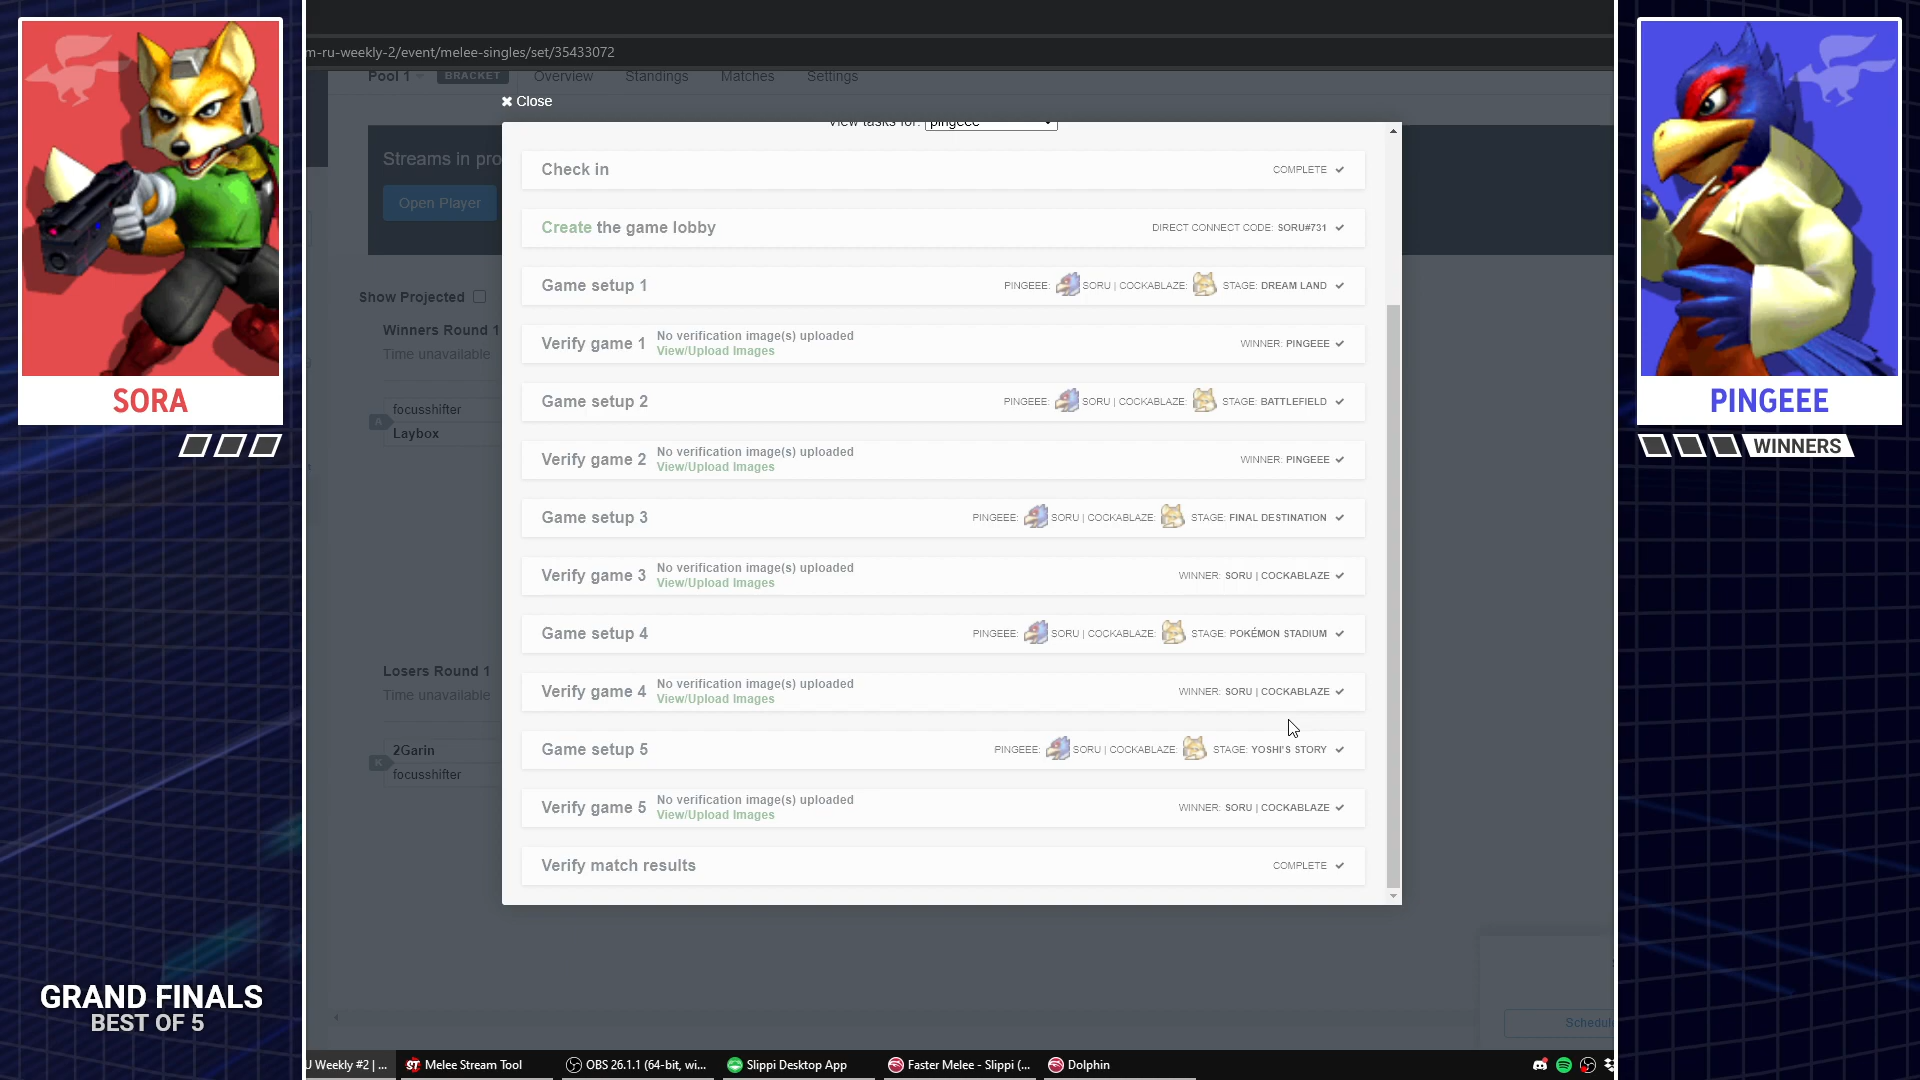 m-ru-weekly-2/event/melee-singles/set/35433072
Pool 1 BRACKET Overview Standings Matches Settings
✖ Close
View tasks for: pingeee
Streams in pro
Open Player
Check in COMPLETE ✔
Create the game lobby DIRECT CONNECT CODE: SORU#731 ✔
Game setup 1 PINGEEE: SORU | COCKABLAZE: STAGE: DREAM LAND ✔
Show Projected
Winners Round 1
Time unavailable
No verification image(s) uploaded
Verify game 1 WINNER: PINGEEE ✔
View/Upload Images
SORA
PINGEEE
Game setup 2 PINGEEE: SORU | COCKABLAZE: STAGE: BATTLEFIELD ✔
focusshifter
A
Laybox
WINNERS
No verification image(s) uploaded
Verify game 2 WINNER: PINGEEE ✔
View/Upload Images
Game setup 3 PINGEEE: SORU | COCKABLAZE: STAGE: FINAL DESTINATION ✔
No verification image(s) uploaded
Verify game 3 WINNER: SORU | COCKABLAZE ✔
View/Upload Images
Game setup 4 PINGEEE: SORU | COCKABLAZE: STAGE: POKÉMON STADIUM ✔
Losers Round 1
Time unavailable
No verification image(s) uploaded
Verify game 4 WINNER: SORU | COCKABLAZE ✔
View/Upload Images
Game setup 5 PINGEEE: SORU | COCKABLAZE: STAGE: YOSHI'S STORY ✔
2Garin
K
focusshifter
No verification image(s) uploaded
Verify game 5 WINNER: SORU | COCKABLAZE ✔
View/Upload Images
Verify match results COMPLETE ✔
GRAND FINALS
BEST OF 5
Schedul
U Weekly #2 | ... ST Melee Stream Tool OBS 26.1.1 (64-bit, wi... Slippi Desktop App Faster Melee - Slippi (... Dolphin